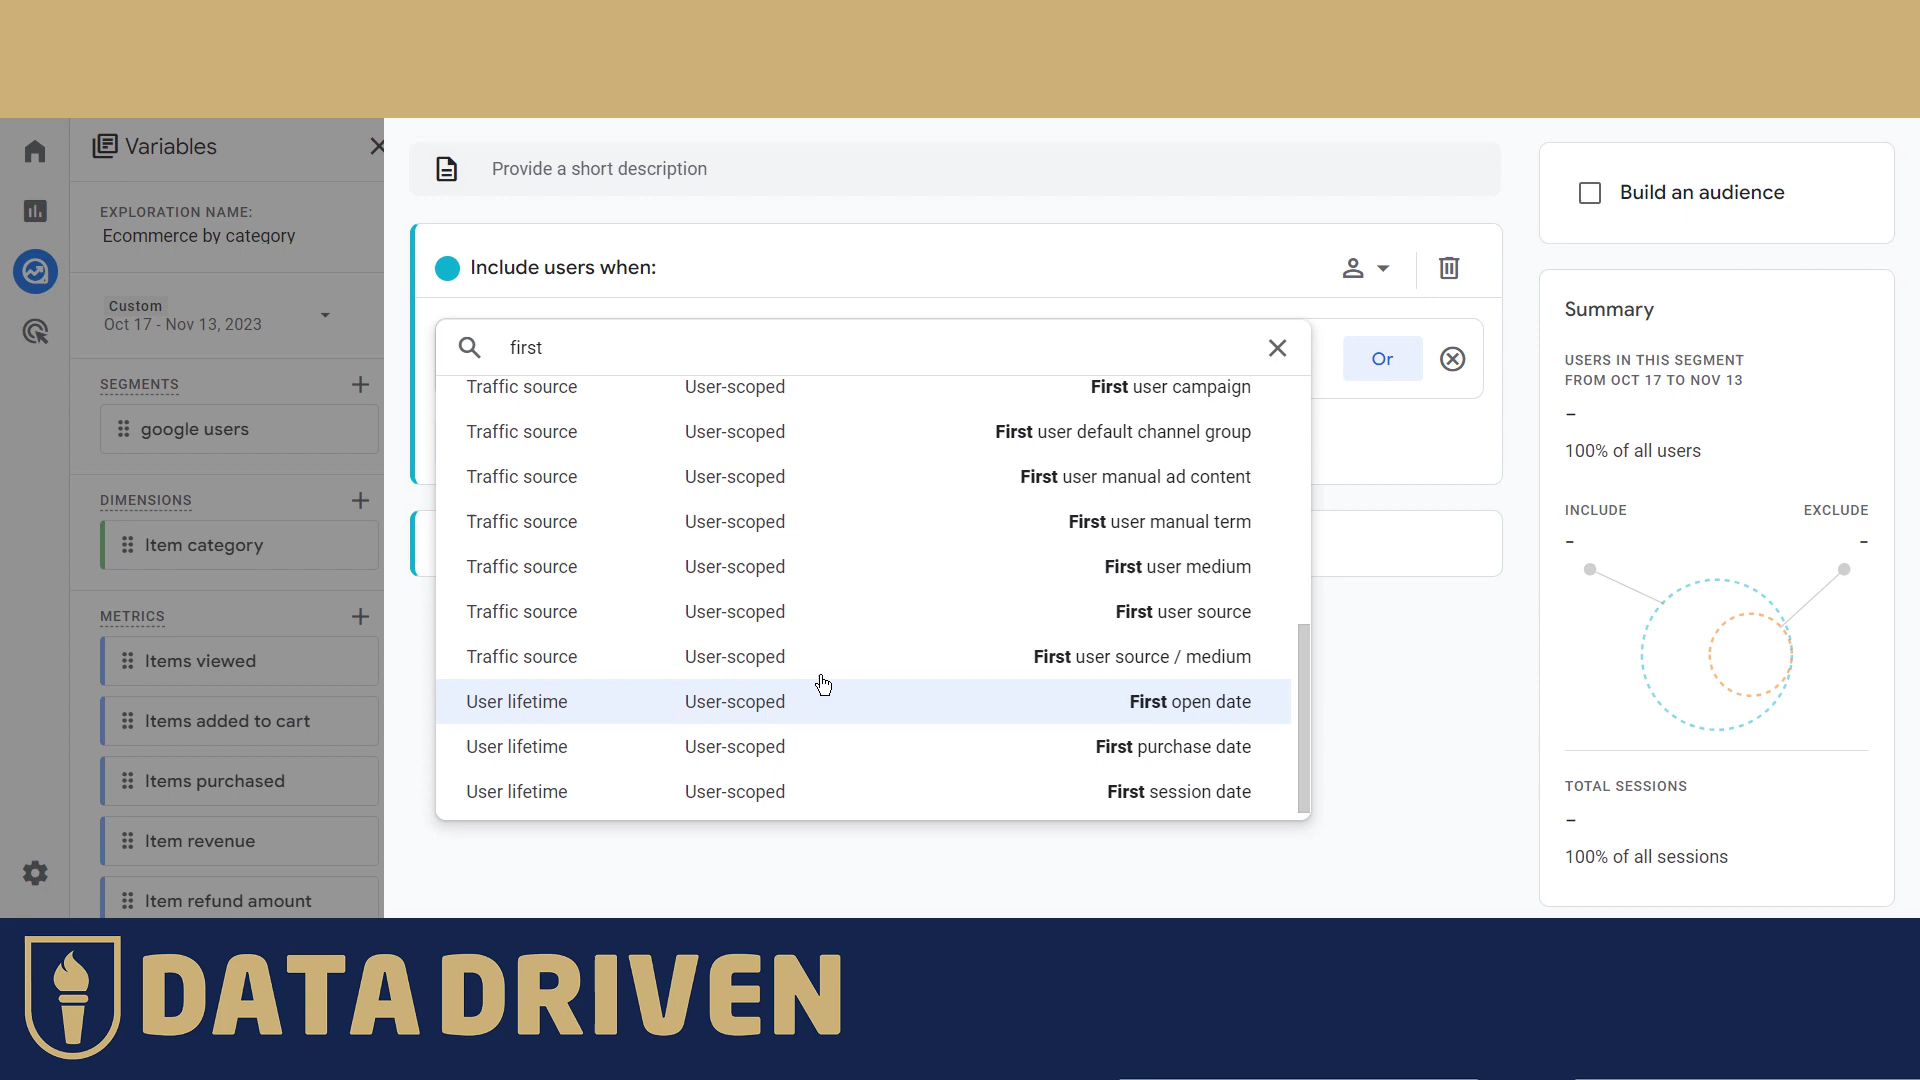 Variables
EXPLORATION NAME:
Ecommerce by category
Custom
Oct 17 - Nov 13, 2023
SEGMENTS
google users
DIMENSIONS
Item category
METRICS
Items viewed
Items added to cart
Items purchased
Item revenue
Item refund amount
Provide a short description
Include users when:
first
Or
Traffic source User-scoped First user campaign
Traffic source User-scoped First user default channel group
Traffic source User-scoped First user manual ad content
Traffic source User-scoped First user manual term
Traffic source User-scoped First user medium
Traffic source User-scoped First user source
Traffic source User-scoped First user source / medium
User lifetime User-scoped First open date
User lifetime User-scoped First purchase date
User lifetime User-scoped First session date
Build an audience
Summary
USERS IN THIS SEGMENT
FROM OCT 17 TO NOV 13
–
100% of all users
INCLUDE EXCLUDE
- -
TOTAL SESSIONS
–
100% of all sessions
DATA DRIVEN